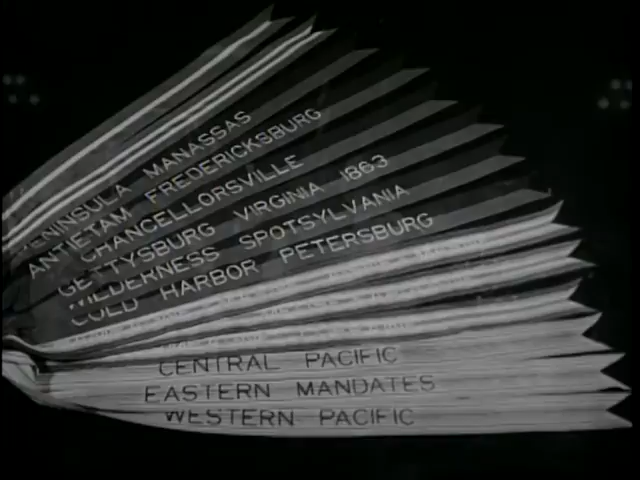 PENINSULA MANASSAS
ANTIETAM FREDERICKSBURG
CHANCELLORSVILLE
GETTYSBURG VIRGINIA 1863
WILDERNESS SPOTSYLVANIA
COLD HARBOR PETERSBURG
CENTRAL PACIFIC
EASTERN MANDATES
WESTERN PACIFIC